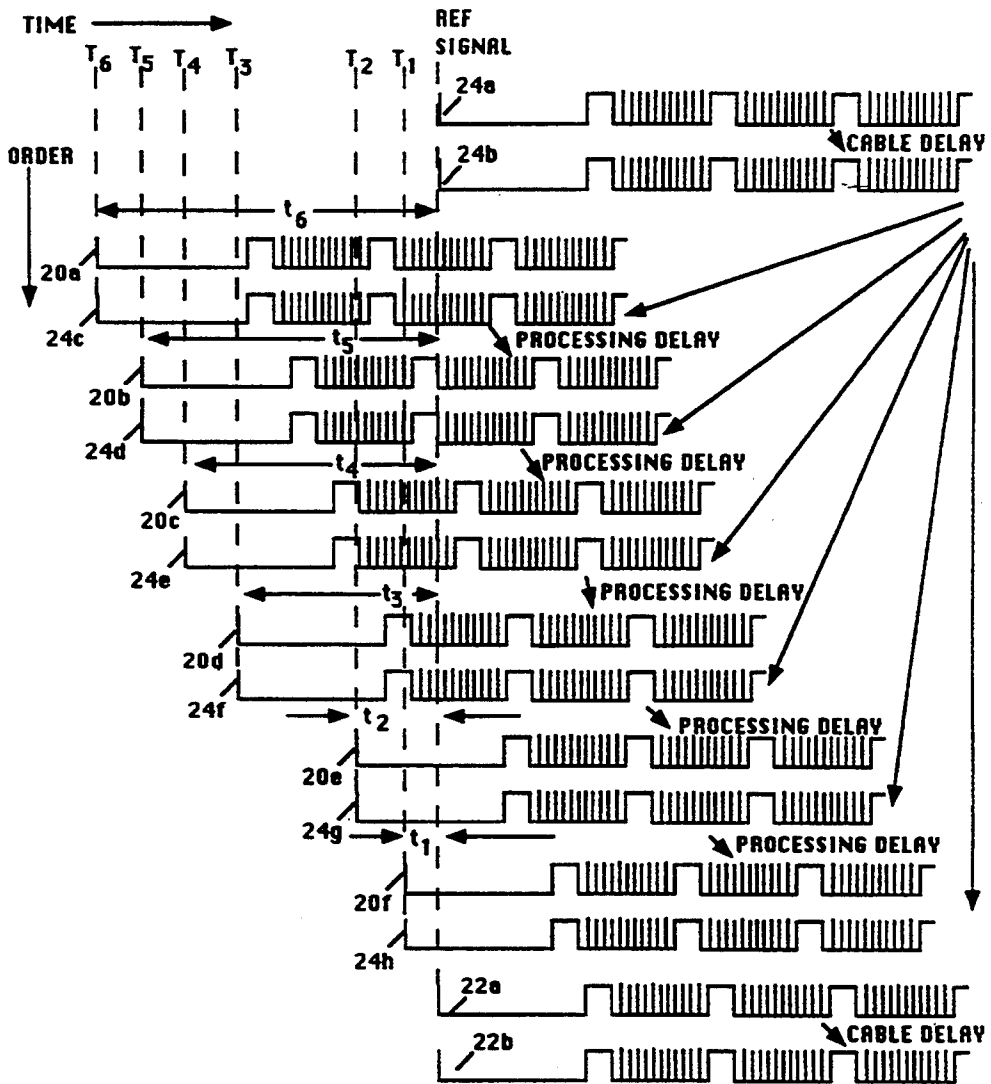 TIME
REF
SIGNAL
T6 T5 T4 T3 T2 T1
24a
CABLE DELAY
ORDER
24b
t6
20a
24c
t5
PROCESSING DELAY
20b
24d
t4
PROCESSING DELAY
20c
24e
t3
PROCESSING DELAY
20d
24f
t2
PROCESSING DELAY
20e
24g
t1
PROCESSING DELAY
20f
24h
22a
CABLE DELAY
22b